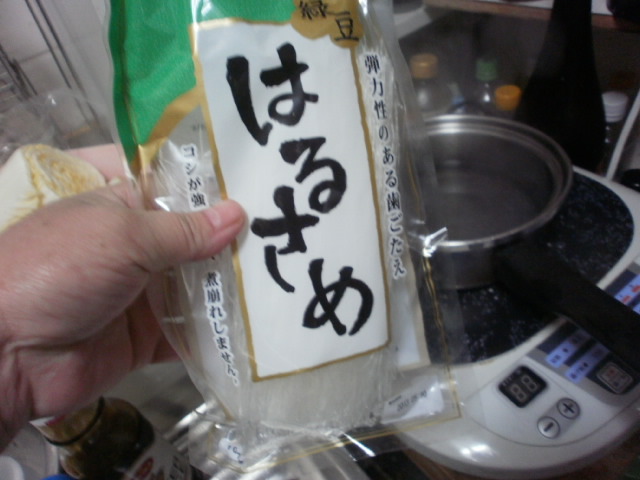 緑豆
はるさめ
弾力性のある歯ごたえ
コシが強
煮崩れしません。